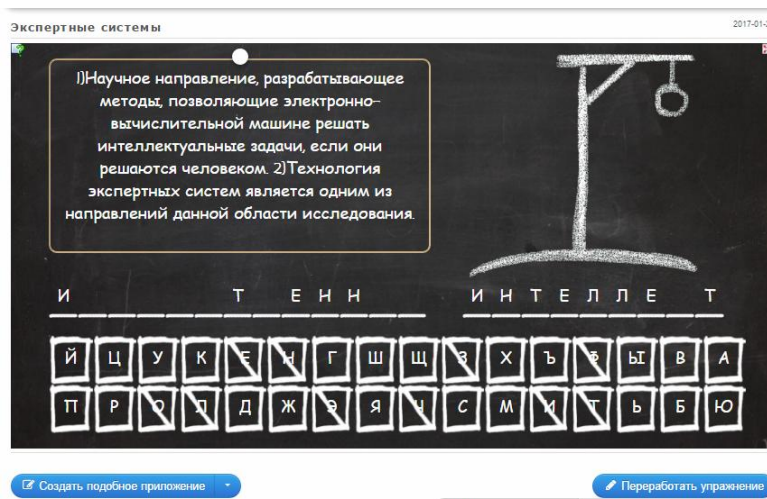 Экспертные системы
2017-01-
1)Научное направление, разрабатывающее
методы, позволяющие электронно-
вычислительной машине решать
интеллектуальные задачи, если они
решаются человеком. 2)Технология
экспертных систем является одним из
направлений данной области исследования.
И Т Е Н Н И Н Т Е Л Л Е Т
Й Ц У К Е Н Г Ш Щ З Х Ъ Ф Ы В А
П Р О Л Д Ж Э Я Ч С М И Т Ь Б Ю
Создать подобное приложение
Переработать упражнение